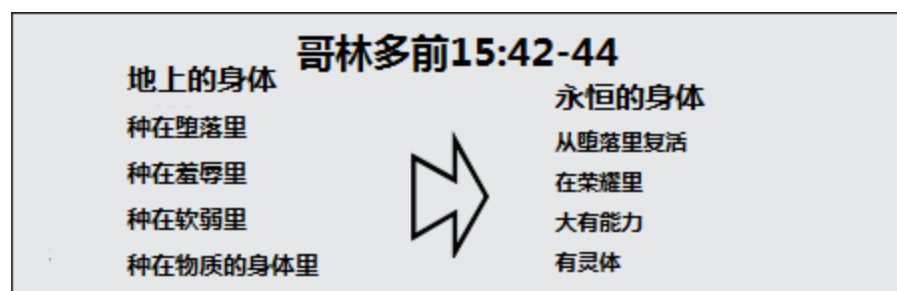 哥林多前15:42-44
地上的身体
种在堕落里
种在羞辱里
种在软弱里
种在物质的身体里
永恒的身体
从堕落里复活
在荣耀里
大有能力
有灵体